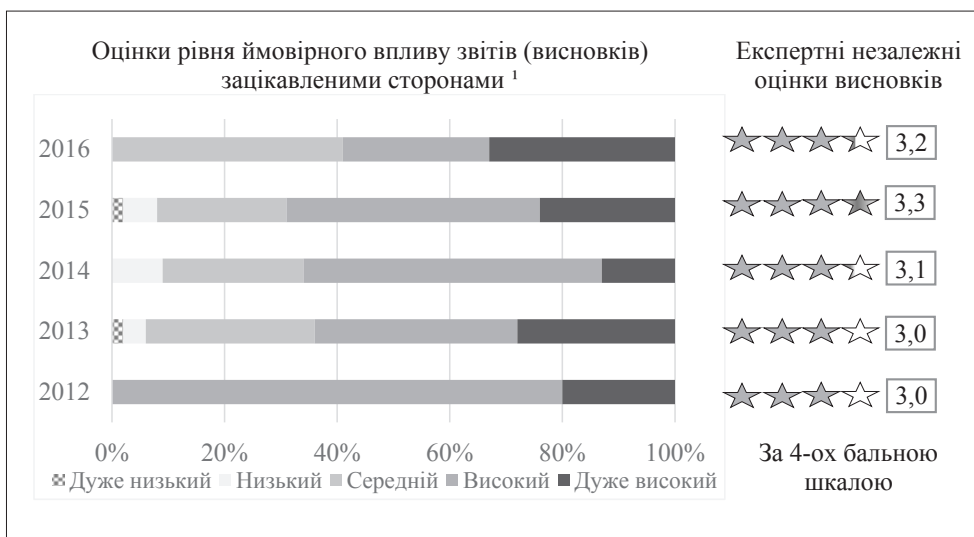 Оцінки рівня ймовірного впливу звітів (висновків)
зацікавленими сторонами ¹
Експертні незалежні
оцінки висновків
2016
3,2
2015
3,3
2014
3,1
2013
3,0
2012
3,0
0% 20% 40% 60% 80% 100%
Дуже низький Низький Середній Високий Дуже високий
За 4-ох бальною
шкалою